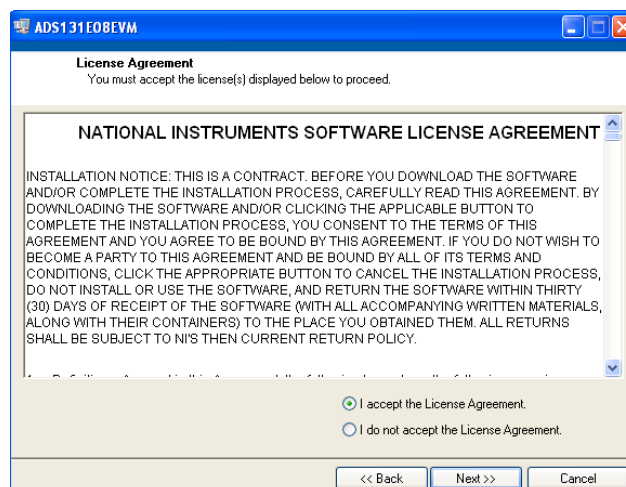 ADS131E08EVM
License Agreement
You must accept the license(s) displayed below to proceed.
NATIONAL INSTRUMENTS SOFTWARE LICENSE AGREEMENT
INSTALLATION NOTICE: THIS IS A CONTRACT. BEFORE YOU DOWNLOAD THE SOFTWARE
AND/OR COMPLETE THE INSTALLATION PROCESS, CAREFULLY READ THIS AGREEMENT. BY
DOWNLOADING THE SOFTWARE AND/OR CLICKING THE APPLICABLE BUTTON TO
COMPLETE THE INSTALLATION PROCESS, YOU CONSENT TO THE TERMS OF THIS
AGREEMENT AND YOU AGREE TO BE BOUND BY THIS AGREEMENT. IF YOU DO NOT WISH TO
BECOME A PARTY TO THIS AGREEMENT AND BE BOUND BY ALL OF ITS TERMS AND
CONDITIONS, CLICK THE APPROPRIATE BUTTON TO CANCEL THE INSTALLATION PROCESS,
DO NOT INSTALL OR USE THE SOFTWARE, AND RETURN THE SOFTWARE WITHIN THIRTY
(30) DAYS OF RECEIPT OF THE SOFTWARE (WITH ALL ACCOMPANYING WRITTEN MATERIALS,
ALONG WITH THEIR CONTAINERS) TO THE PLACE YOU OBTAINED THEM. ALL RETURNS
SHALL BE SUBJECT TO NI'S THEN CURRENT RETURN POLICY.
I accept the License Agreement.
I do not accept the License Agreement.
<< Back
Next >>
Cancel